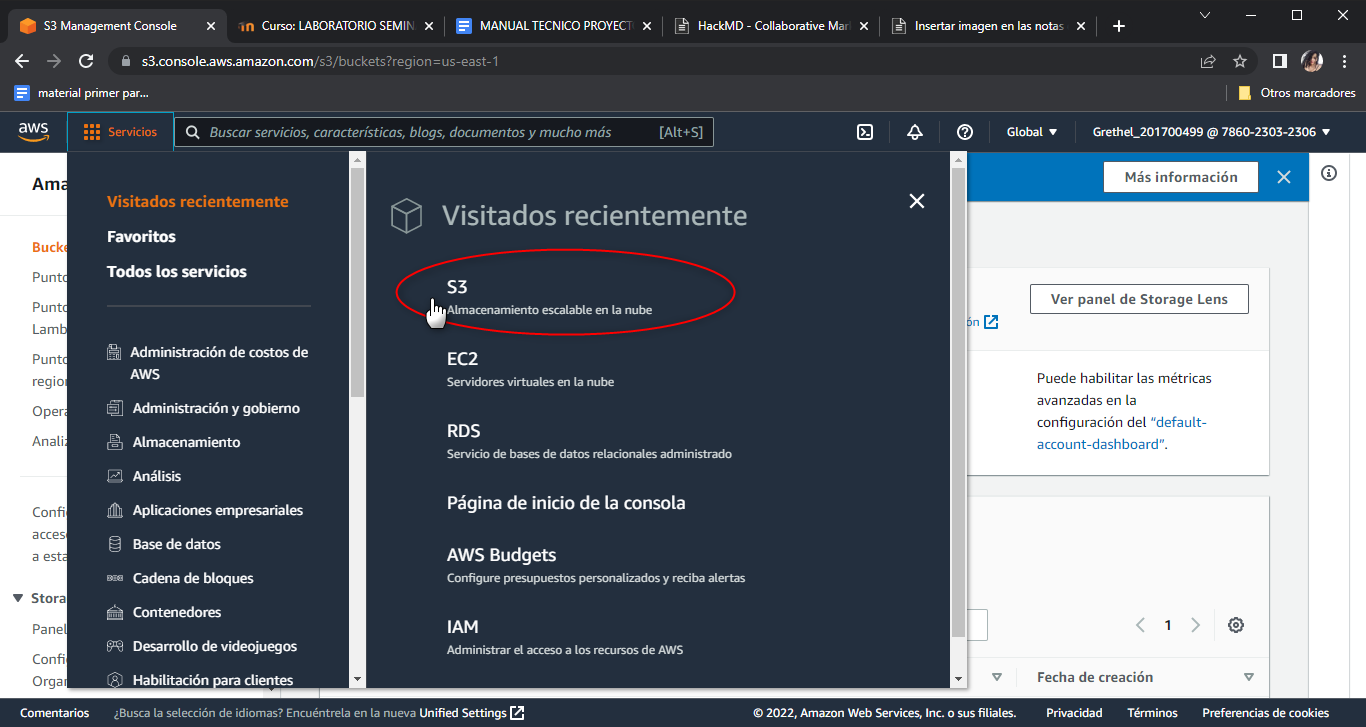 S3 Management Console
Curso: LABORATORIO SEMIN
MANUAL TECNICO PROYECT
HackMD - Collaborative Mar
Insertar imagen en las notas
s3.console.aws.amazon.com/s3/buckets?region=us-east-1
material primer par...
Otros marcadores
aws
Servicios
Buscar servicios, características, blogs, documentos y mucho más [Alt+S]
Global
Grethel_201700499 @ 7860-2303-2306
Ama
Bucke
Punto
Punto
Lamb
Punto
region
Opera
Analiz
Confi
acceso
a esta
Stora
Panel
Confi
Organ
Visitados recientemente
Favoritos
Todos los servicios
Administración de costos de
AWS
Administración y gobierno
Almacenamiento
Análisis
Aplicaciones empresariales
Base de datos
Cadena de bloques
Contenedores
Desarrollo de videojuegos
Habilitación para clientes
Visitados recientemente
S3
Almacenamiento escalable en la nube
EC2
Servidores virtuales en la nube
RDS
Servicio de bases de datos relacionales administrado
Página de inicio de la consola
AWS Budgets
Configure presupuestos personalizados y reciba alertas
IAM
Administrar el acceso a los recursos de AWS
Más información
Ver panel de Storage Lens
ón
Puede habilitar las métricas
avanzadas en la
configuración del “default-
account-dashboard”.
1
Fecha de creación
Comentarios
¿Busca la selección de idiomas? Encuéntrela en la nueva Unified Settings
© 2022, Amazon Web Services, Inc. o sus filiales.
Privacidad
Términos
Preferencias de cookies